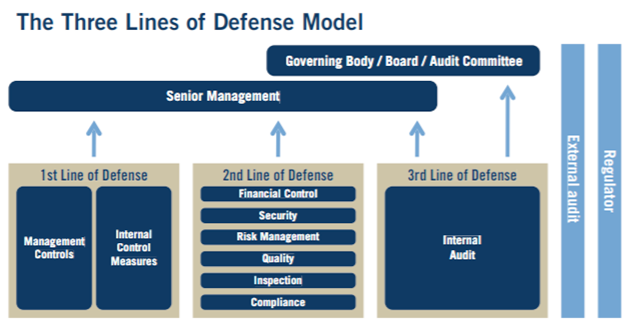 The Three Lines of Defense Model
Governing Body / Board / Audit Committee
Senior Management
1st Line of Defense
Management
Controls
Internal
Control
Measures
2nd Line of Defense
Financial Control
Security
Risk Management
Quality
Inspection
Compliance
3rd Line of Defense
Internal
Audit
External audit
Regulator